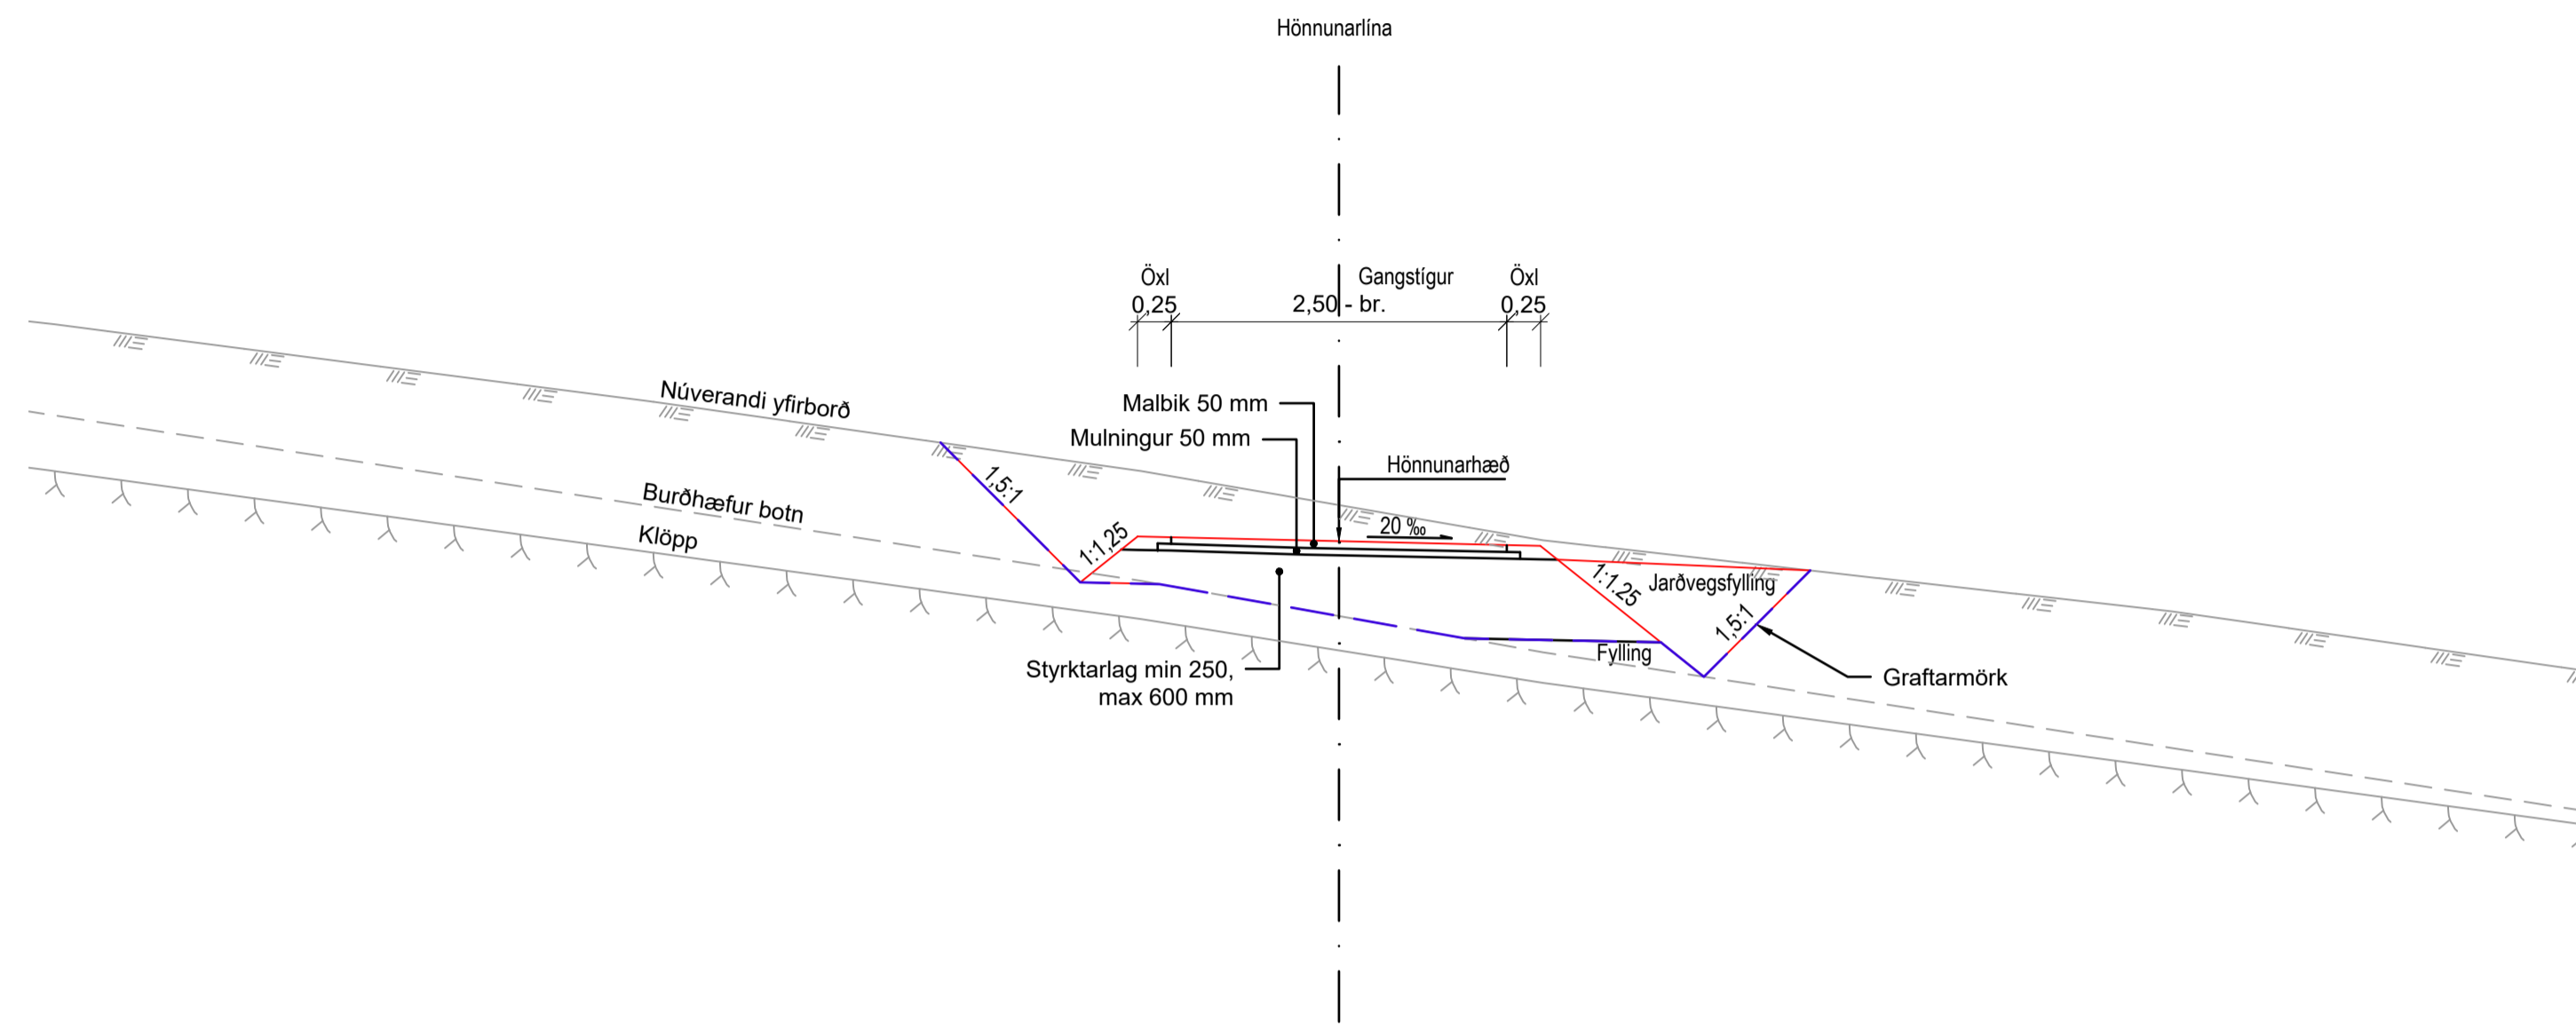 Hönnunarlína
Öxl
Gangstígur
Öxl
0,25
2,50 - br.
0,25
Núverandi yfirborð
Malbik 50 mm
Mulningur 50 mm
Hönnunarhæð
1,5:1
Burðhæfur botn
Klöpp
1:1,25
20 ‰
1:1.25
Jarðvegsfylling
1,5:1
Fylling
Styrktarlag min 250,
max 600 mm
Graftarmörk